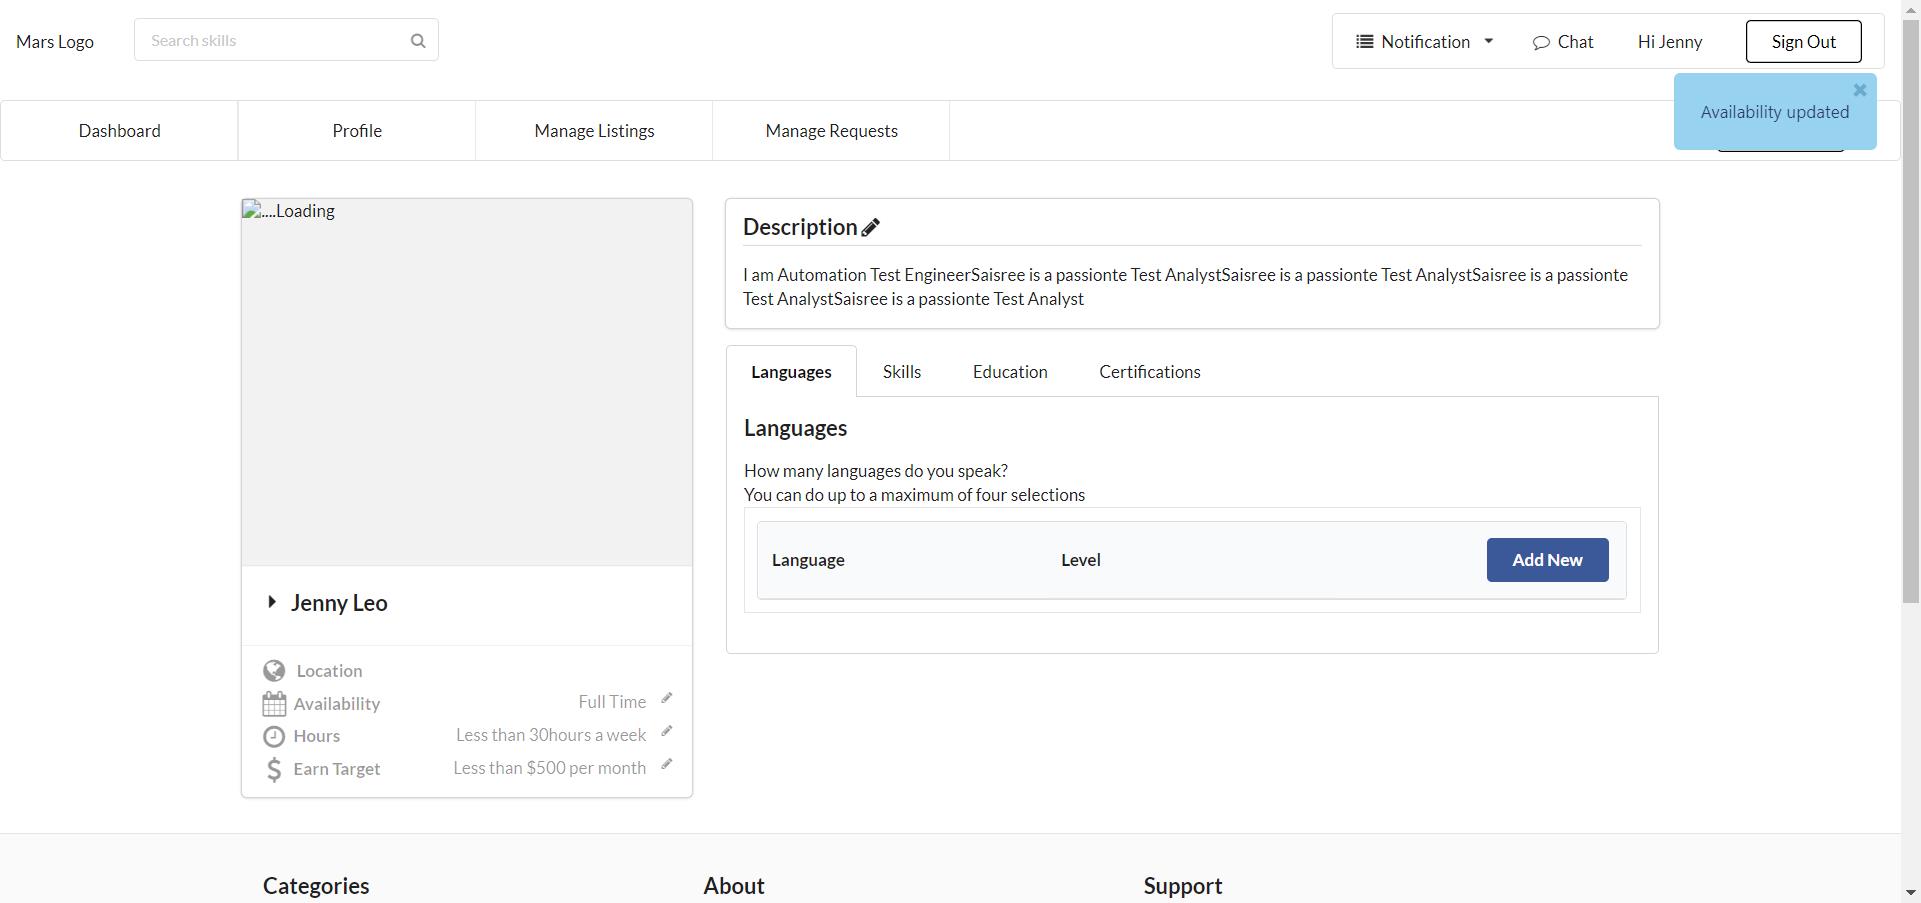 Mars Logo
Search skills
Notification
Chat
Hi Jenny
Sign Out
Availability updated
Dashboard
Profile
Manage Listings
Manage Requests
....Loading
Description
I am Automation Test EngineerSaisree is a passionte Test AnalystSaisree is a passionte Test AnalystSaisree is a passionte
Test AnalystSaisree is a passionte Test Analyst
Languages
Skills
Education
Certifications
Languages
How many languages do you speak?
You can do up to a maximum of four selections
Language
Level
Add New
Jenny Leo
Location
Availability
Full Time
Hours
Less than 30hours a week
Earn Target
Less than $500 per month
Categories
About
Support